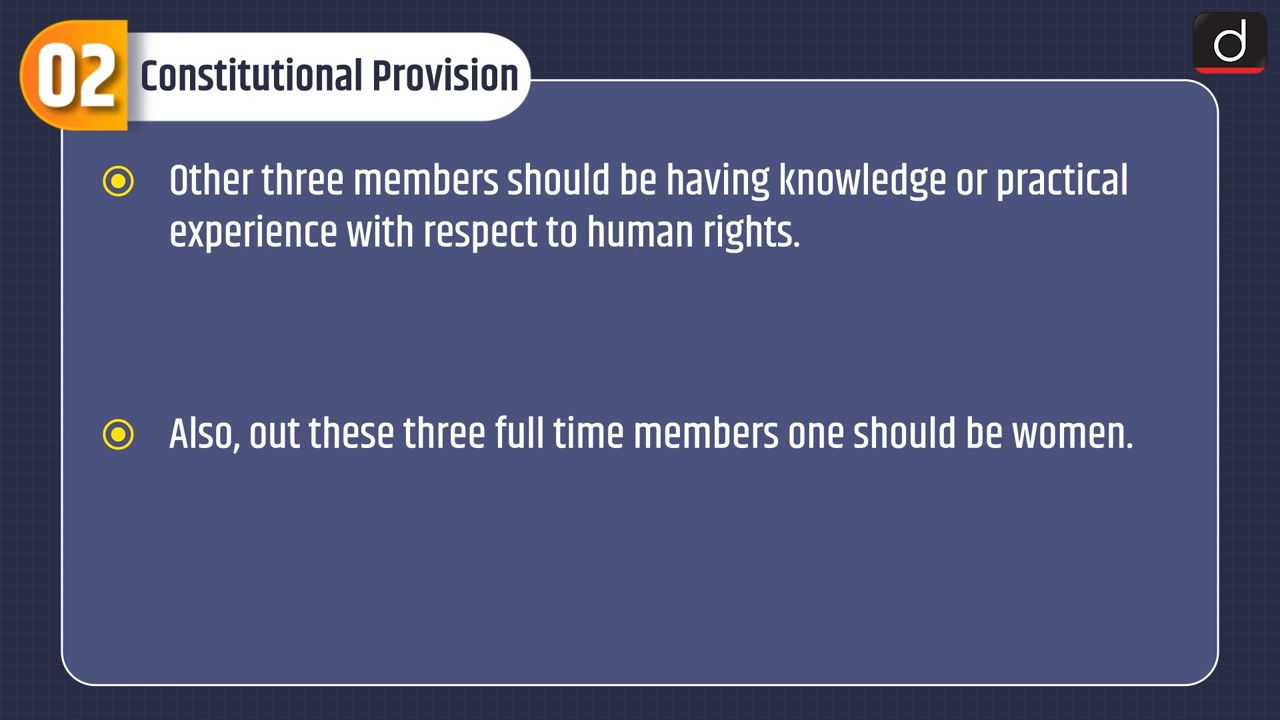 02
Constitutional Provision
d
Other three members should be having knowledge or practical
experience with respect to human rights.
Also, out these three full time members one should be women.